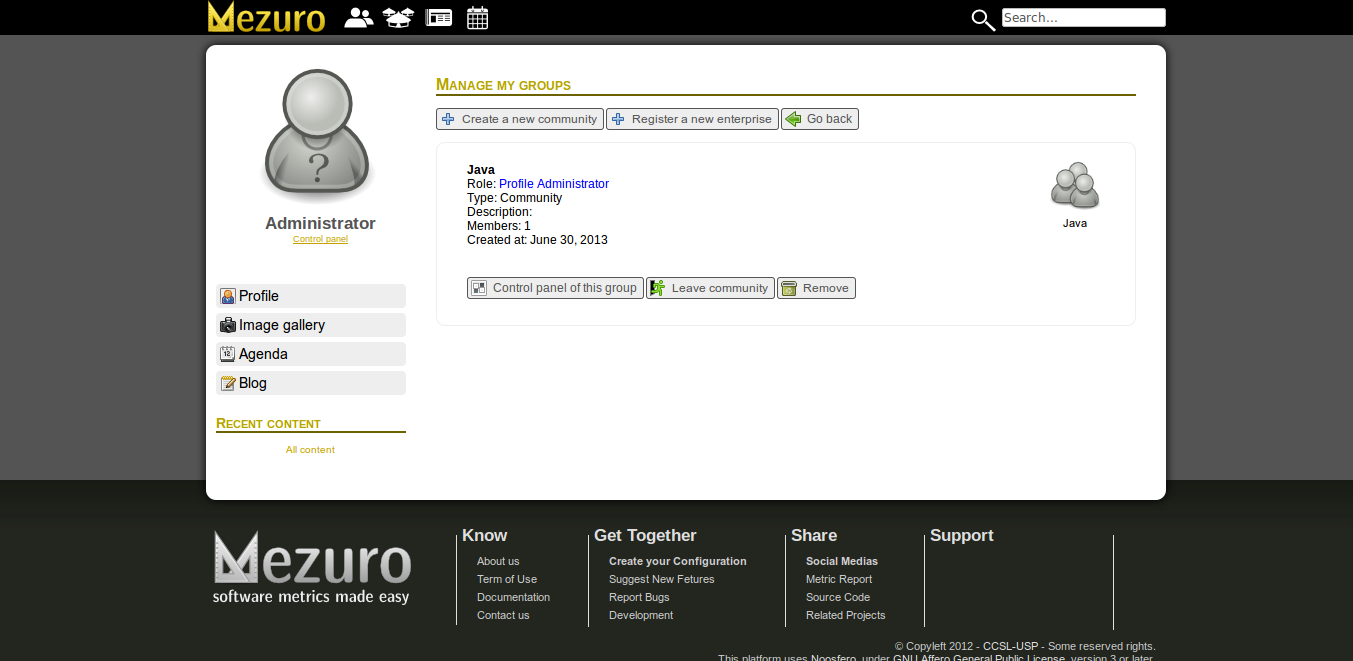 Mezuro
Search...
Administrator
Control panel
Profile
Image gallery
12
Agenda
Blog
Recent content
All content
Manage my groups
Create a new community
Register a new enterprise
Go back
Java
Role: Profile Administrator
Type: Community
Description:
Members: 1
Created at: June 30, 2013
Java
Control panel of this group
Leave community
Remove
Mezuro
software metrics made easy
Know
About us
Term of Use
Documentation
Contact us
Get Together
Create your Configuration
Suggest New Fetures
Report Bugs
Development
Share
Social Medias
Metric Report
Source Code
Related Projects
Support
© Copyleft 2012 - CCSL-USP - Some reserved rights.
This platform uses Noosfero, under GNU Affero General Public License, version 3 or later